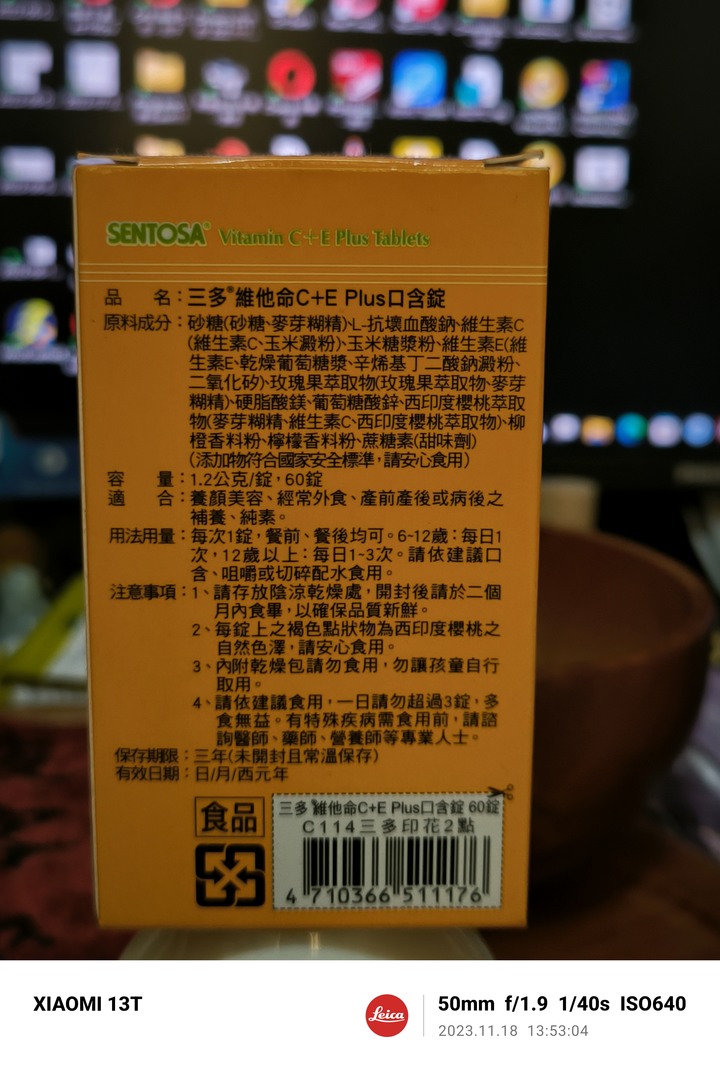 SENTOSA® Vitamin C+E Plus Tablets
品　　名：三多®維他命C+E Plus口含錠
原料成分：砂糖(砂糖、麥芽糊精)、L-抗壞血酸鈉、維生素C
(維生素C、玉米澱粉)、玉米糖漿粉、維生素E(維
生素E、乾燥葡萄糖漿、辛烯基丁二酸鈉澱粉、
二氧化矽)、玫瑰果萃取物(玫瑰果萃取物、麥芽
糊精)、硬脂酸鎂、葡萄糖酸鋅、西印度櫻桃萃取
物(麥芽糊精、維生素C、西印度櫻桃萃取物)、柳
橙香料粉、檸檬香料粉、蔗糖素(甜味劑)
(添加物符合國家安全標準，請安心食用)
容　　量：1.2公克/錠，60錠
適　　合：養顏美容、經常外食、產前產後或病後之
補養、純素。
用法用量：每次1錠，餐前、餐後均可。6~12歲：每日1
次，12歲以上：每日1~3次。請依建議口
含、咀嚼或切碎配水食用。
注意事項：1、請存放陰涼乾燥處，開封後請於二個
月內食畢，以確保品質新鮮。
2、每錠上之褐色點狀物為西印度櫻桃之
自然色澤，請安心食用。
3、內附乾燥包請勿食用，勿讓孩童自行
取用。
4、請依建議食用，一日請勿超過3錠，多
食無益。有特殊疾病需食用前，請諮
詢醫師、藥師、營養師等專業人士。
保存期限：三年(未開封且常溫保存)
有效日期：日/月/西元年
食品
三多®維他命C+E Plus口含錠 60錠
C114三多印花2點
4 710366 511176
XIAOMI 13T
Leica
50mm f/1.9 1/40s ISO640
2023.11.18 13:53:04